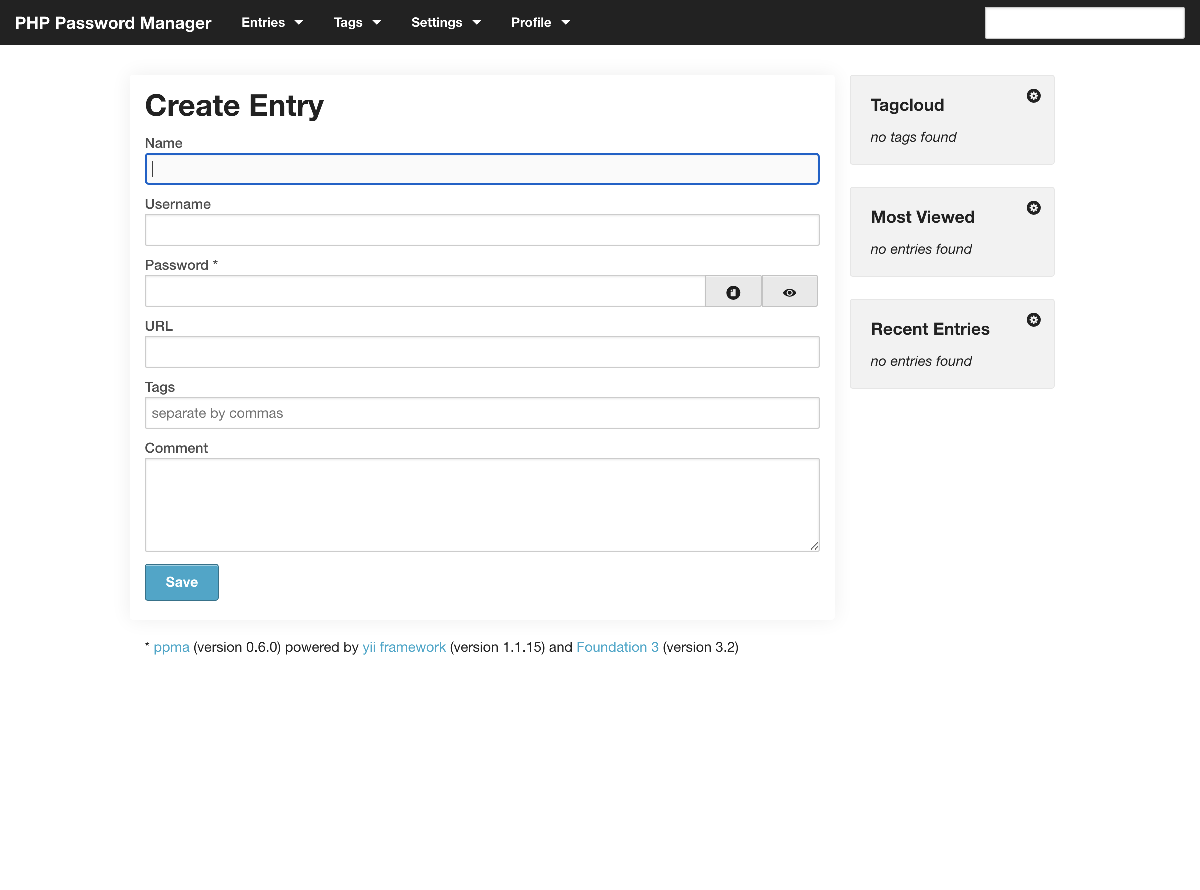 PHP Password Manager Entries Tags Settings Profile
Create Entry
Name
Username
Password *
URL
Tags
separate by commas
Comment
Save
* ppma (version 0.6.0) powered by yii framework (version 1.1.15) and Foundation 3 (version 3.2)
Tagcloud
no tags found
Most Viewed
no entries found
Recent Entries
no entries found